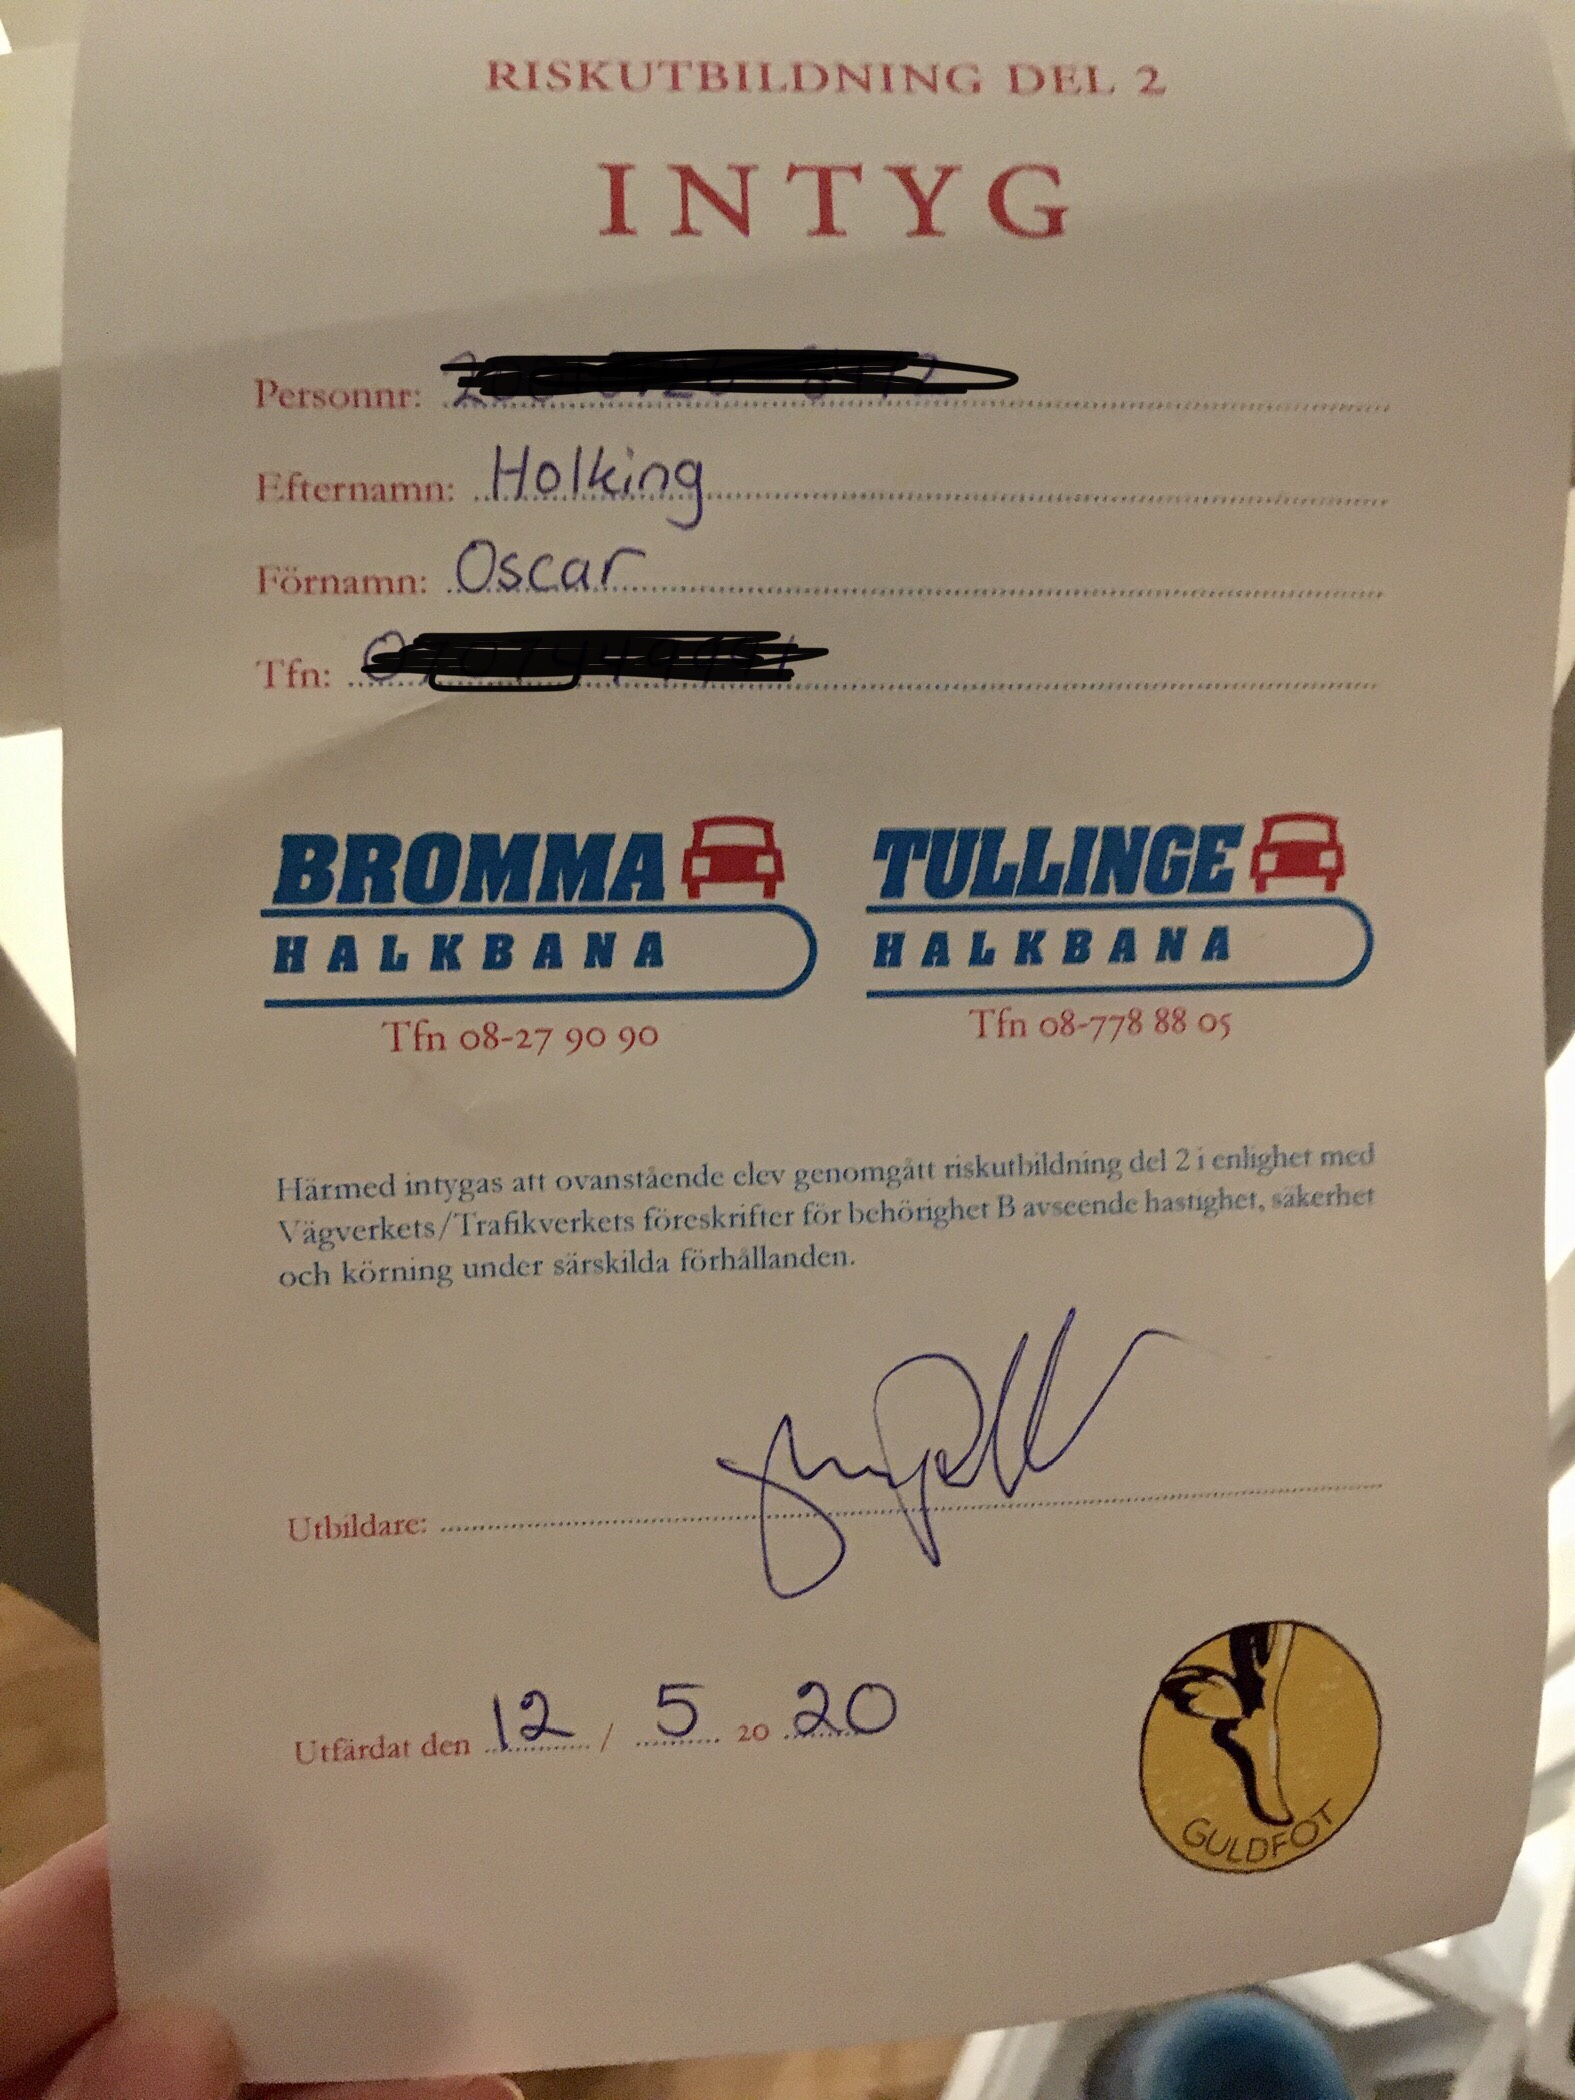 RISKUTBILDNING DEL 2
INTYG
Personnr:
Efternamn: Holking
Förnamn: Oscar
Tfn:
BROMMA
HALKBANA
Tfn 08-27 90 90
TULLINGE
HALKBANA
Tfn 08-778 88 05
Härmed intygas att ovanstående elev genomgått riskutbildning del 2 i enlighet med
Vägverkets/Trafikverkets föreskrifter för behörighet B avseende hastighet, säkerhet
och körning under särskilda förhållanden.
Utbildare:
Utfärdat den 12 / 5 20 20
GULDFOT